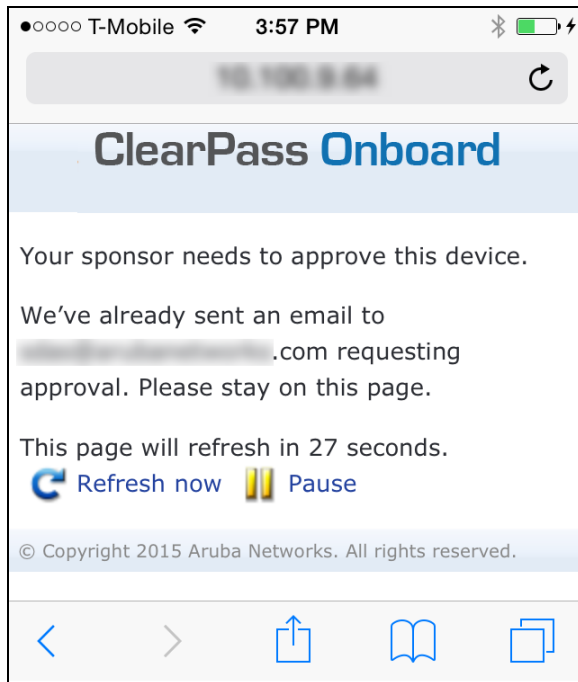 T-Mobile 3:57 PM
ClearPass Onboard
Your sponsor needs to approve this device.
We’ve already sent an email to
.com requesting
approval. Please stay on this page.
This page will refresh in 27 seconds.
Refresh now Pause
© Copyright 2015 Aruba Networks. All rights reserved.